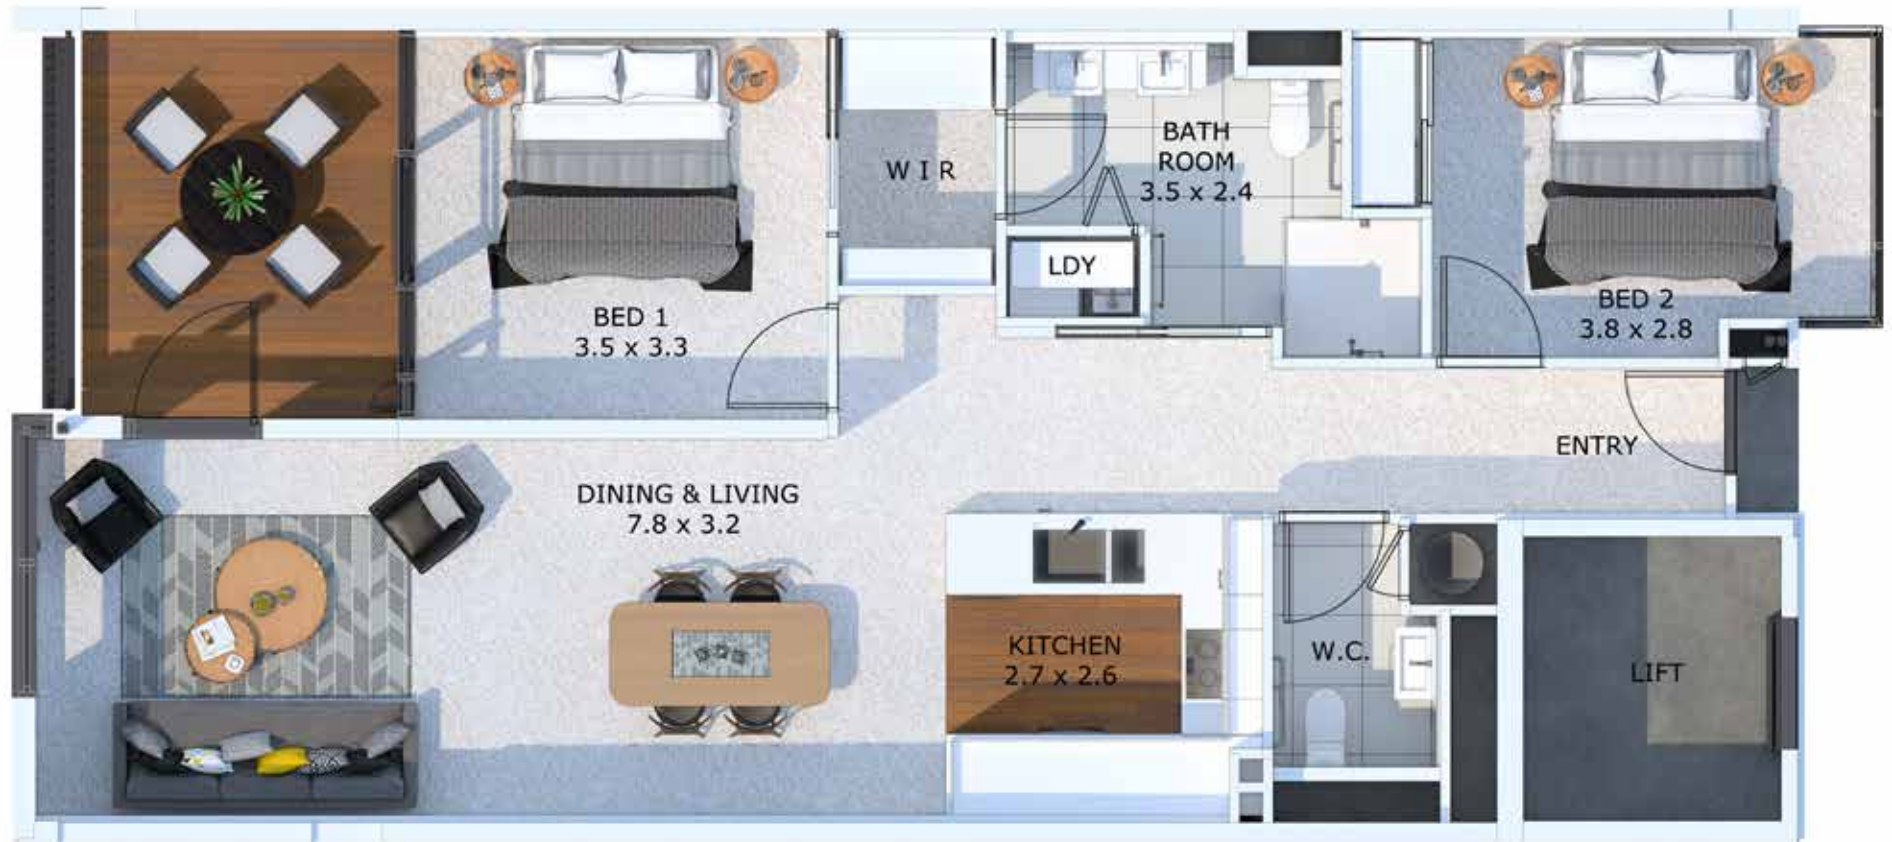 W I R
BATH
ROOM
3.5 x 2.4
LDY
BED 1
3.5 x 3.3
BED 2
3.8 x 2.8
ENTRY
DINING & LIVING
7.8 x 3.2
KITCHEN
2.7 x 2.6
W.C.
LIFT